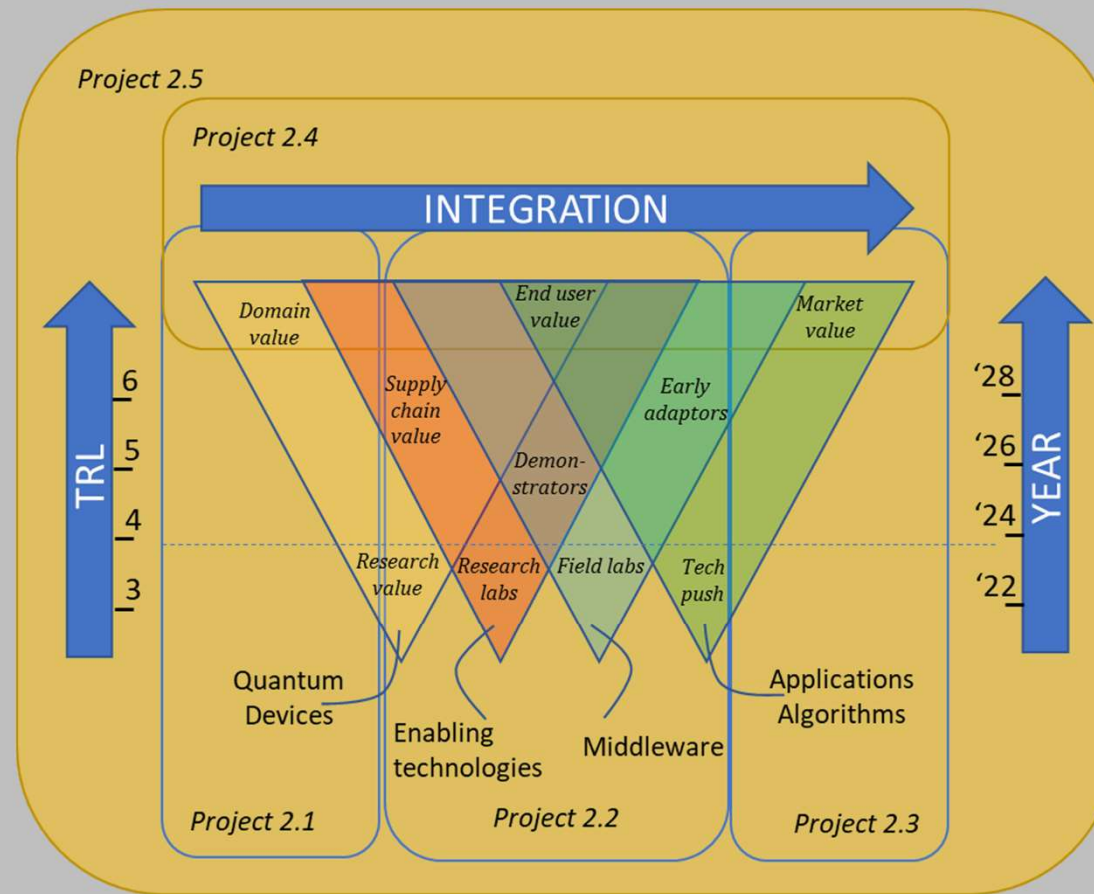 Project 2.5
Project 2.4
INTEGRATION
Domain
value
End user
value
Market
value
Supply
chain
value
Early
adaptors
Demon-
strators
Research
value
Research
labs
Field labs
Tech
push
TRL
6
5
4
3
YEAR
‘28
‘26
‘24
‘22
Quantum
Devices
Enabling
technologies
Middleware
Applications
Algorithms
Project 2.1
Project 2.2
Project 2.3